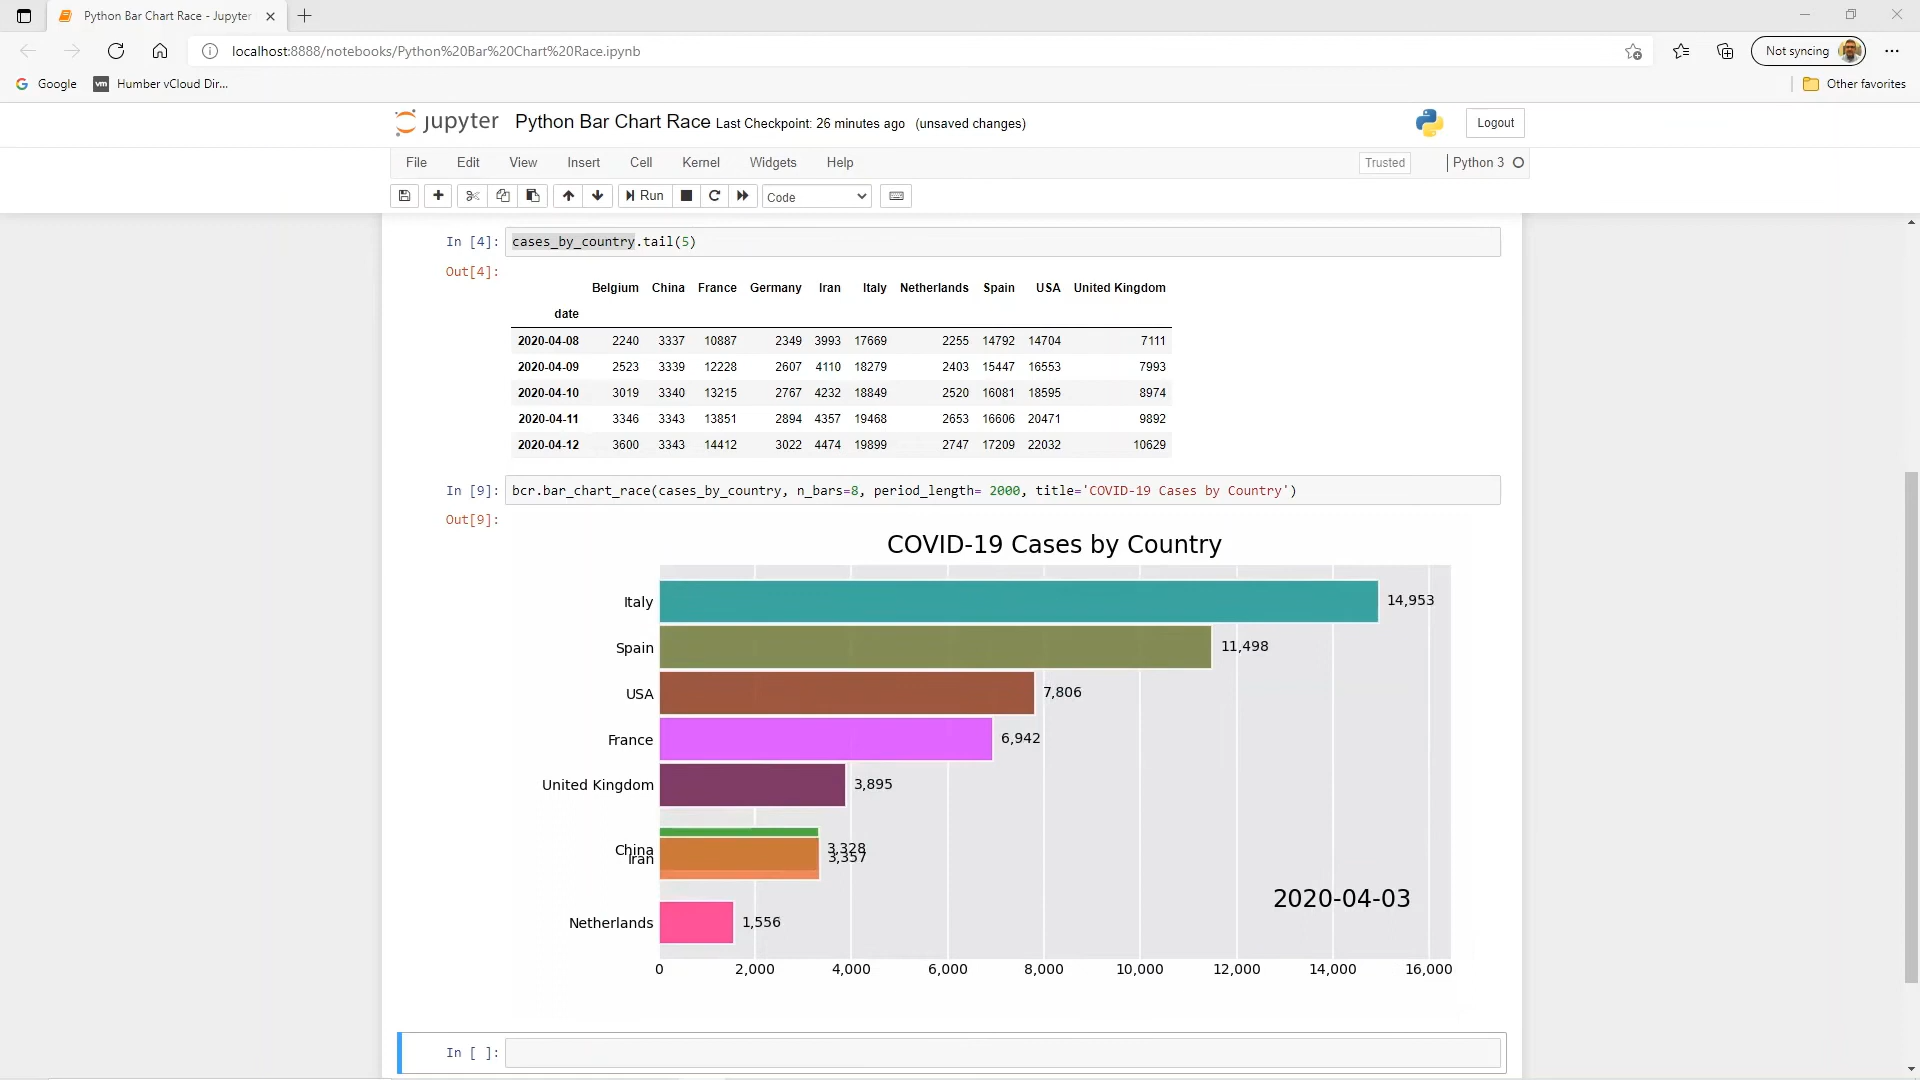 Python Bar Chart Race - Jupyter
localhost:8888/notebooks/Python%20Bar%20Chart%20Race.ipynb
Not syncing
Google
vm
Humber vCloud Dir...
Other favorites
jupyter Python Bar Chart Race Last Checkpoint: 26 minutes ago (unsaved changes)
Logout
File Edit View Insert Cell Kernel Widgets Help
Trusted
Python 3
Run
Code
In [4]: cases_by_country.tail(5)
Out[4]:
Belgium China France Germany Iran Italy Netherlands Spain USA United Kingdom
date
2020-04-08 2240 3337 10887 2349 3993 17669 2255 14792 14704 7111
2020-04-09 2523 3339 12228 2607 4110 18279 2403 15447 16553 7993
2020-04-10 3019 3340 13215 2767 4232 18849 2520 16081 18595 8974
2020-04-11 3346 3343 13851 2894 4357 19468 2653 16606 20471 9892
2020-04-12 3600 3343 14412 3022 4474 19899 2747 17209 22032 10629
In [9]: bcr.bar_chart_race(cases_by_country, n_bars=8, period_length= 2000, title='COVID-19 Cases by Country')
Out[9]:
COVID-19 Cases by Country
Italy 14,953
Spain 11,498
USA 7,806
France 6,942
United Kingdom 3,895
China 3,328
Iran 3,357
2020-04-03
Netherlands 1,556
0 2,000 4,000 6,000 8,000 10,000 12,000 14,000 16,000
In [ ]: